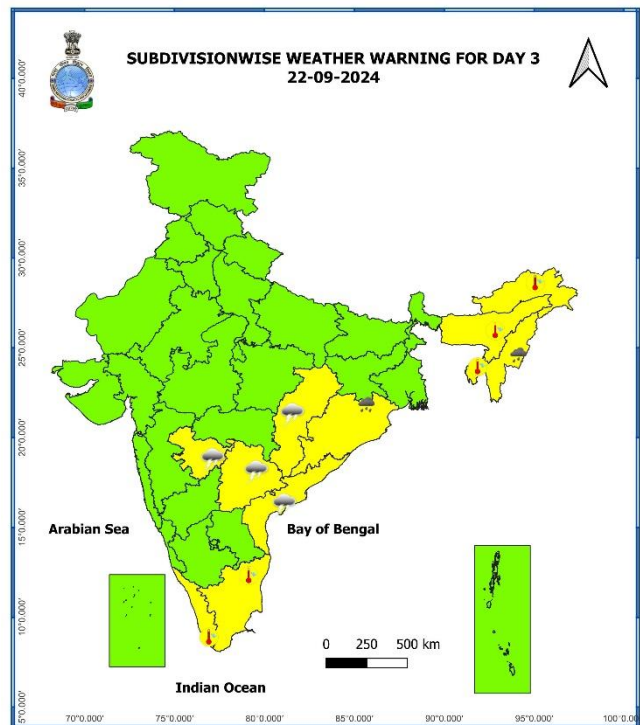 SUBDIVISIONWISE WEATHER WARNING FOR DAY 3
22-09-2024
40°0.000'
35°0.000'
30°0.000'
25°0.000'
20°0.000'
15°0.000'
10°0.000'
5°0.000'
Arabian Sea
Bay of Bengal
0 250 500 km
Indian Ocean
70°0.000' 75°0.000' 80°0.000' 85°0.000' 90°0.000' 95°0.000' 100°0.000'